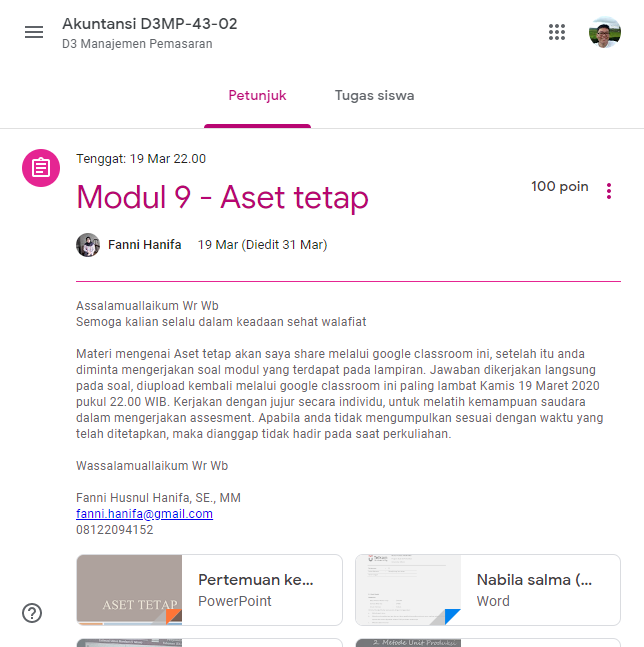 Akuntansi D3MP-43-02
D3 Manajemen Pemasaran
Petunjuk
Tugas siswa
Tenggat: 19 Mar 22.00
Modul 9 - Aset tetap
100 poin
Fanni Hanifa
19 Mar (Diedit 31 Mar)
Assalamuallaikum Wr Wb
Semoga kalian selalu dalam keadaan sehat walafiat
Materi mengenai Aset tetap akan saya share melalui google classroom ini, setelah itu anda
diminta mengerjakan soal modul yang terdapat pada lampiran. Jawaban dikerjakan langsung
pada soal, diupload kembali melalui google classroom ini paling lambat Kamis 19 Maret 2020
pukul 22.00 WIB. Kerjakan dengan jujur secara individu, untuk melatih kemampuan saudara
dalam mengerjakan assesment. Apabila anda tidak mengumpulkan sesuai dengan waktu yang
telah ditetapkan, maka dianggap tidak hadir pada saat perkuliahan.
Wassalamuallaikum Wr Wb
Fanni Husnul Hanifa, SE., MM
fanni.hanifa@gmail.com
08122094152
ASET TETAP
Pertemuan ke...
PowerPoint
Nabila salma (...
Word
2. Metode Unit Produksi